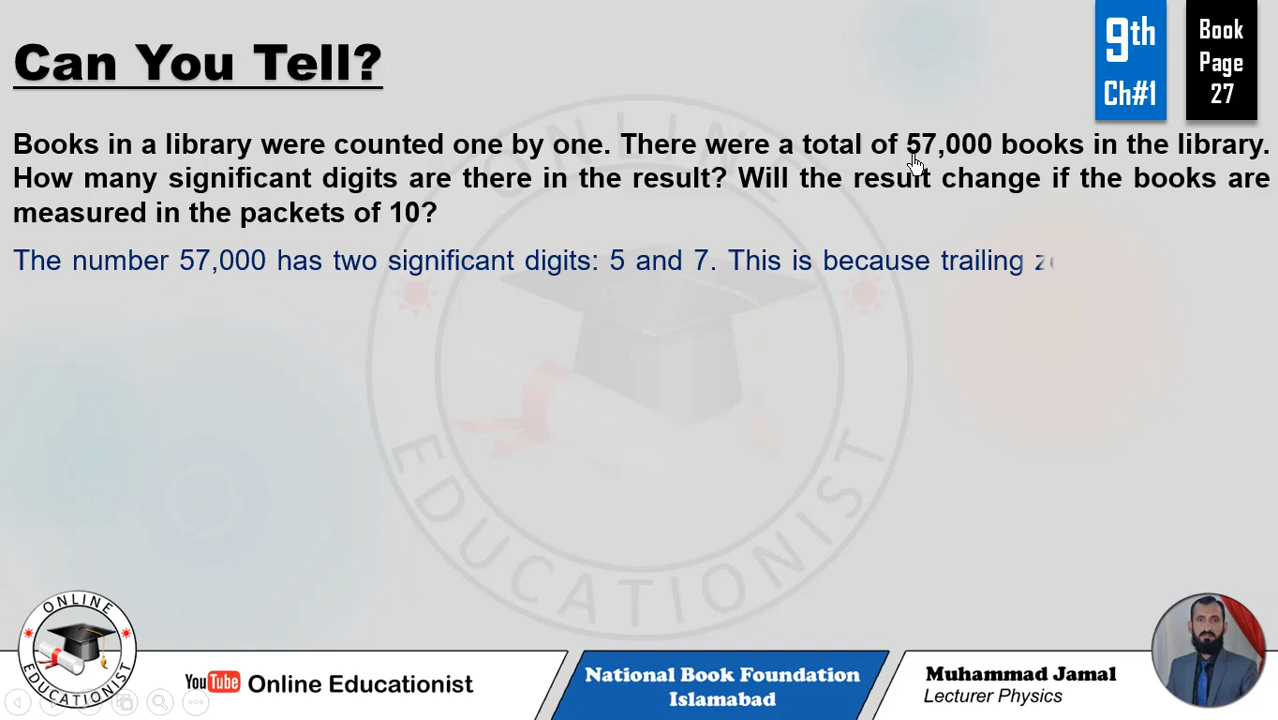 Can You Tell?
9th
Ch#1
Book
Page
27
Books in a library were counted one by one. There were a total of 57,000 books in the library.
How many significant digits are there in the result? Will the result change if the books are
measured in the packets of 10?
The number 57,000 has two significant digits: 5 and 7. This is because trailing
ONLINE
EDUCATIONIST
ONLINE
EDUCATIONIST
YouTube Online Educationist
National Book Foundation
Islamabad
Muhammad Jamal
Lecturer Physics